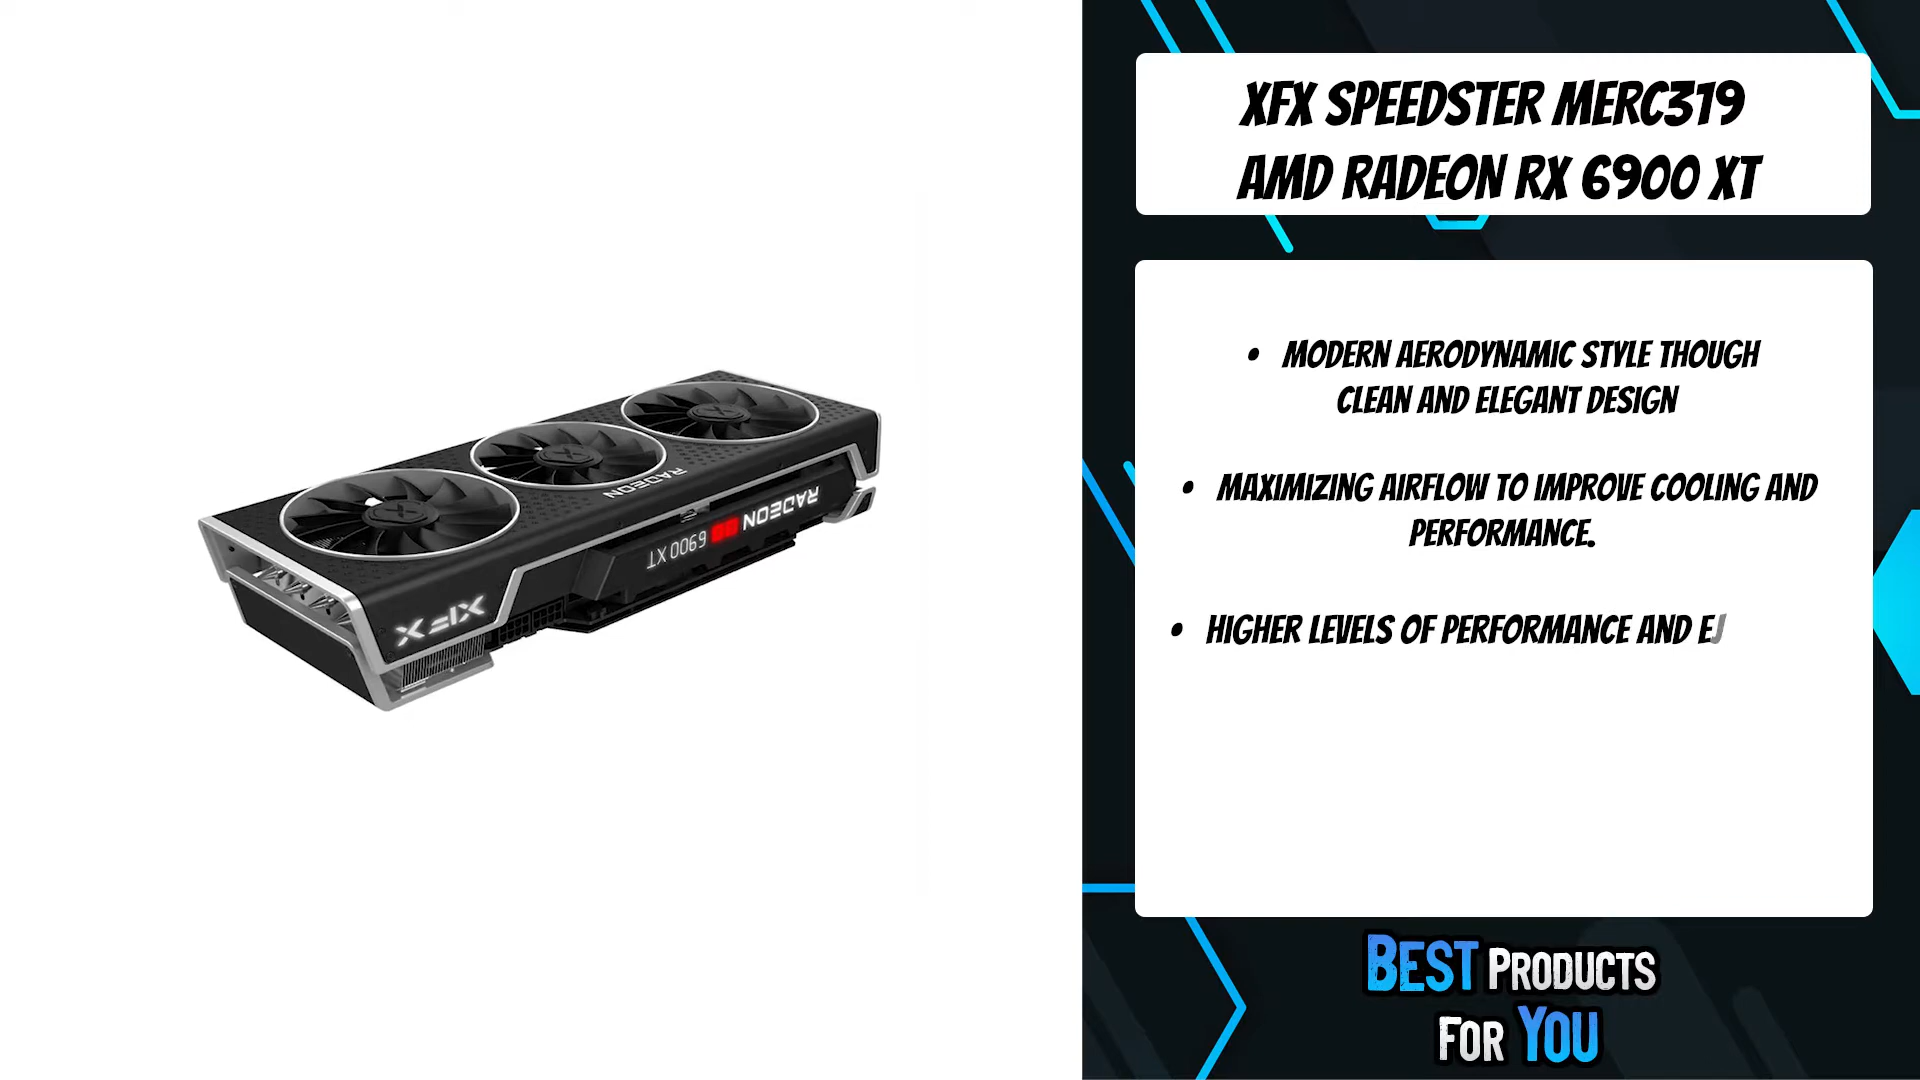 XFX SPEEDSTER MERC319
AMD RADEON RX 6900 XT
• MODERN AERODYNAMIC STYLE THOUGH
CLEAN AND ELEGANT DESIGN
• MAXIMIZING AIRFLOW TO IMPROVE COOLING AND
PERFORMANCE.
• HIGHER LEVELS OF PERFORMANCE AND
RADEON
RADEON
6900 XT
XFX
BEST PRODUCTS
FOR YOU